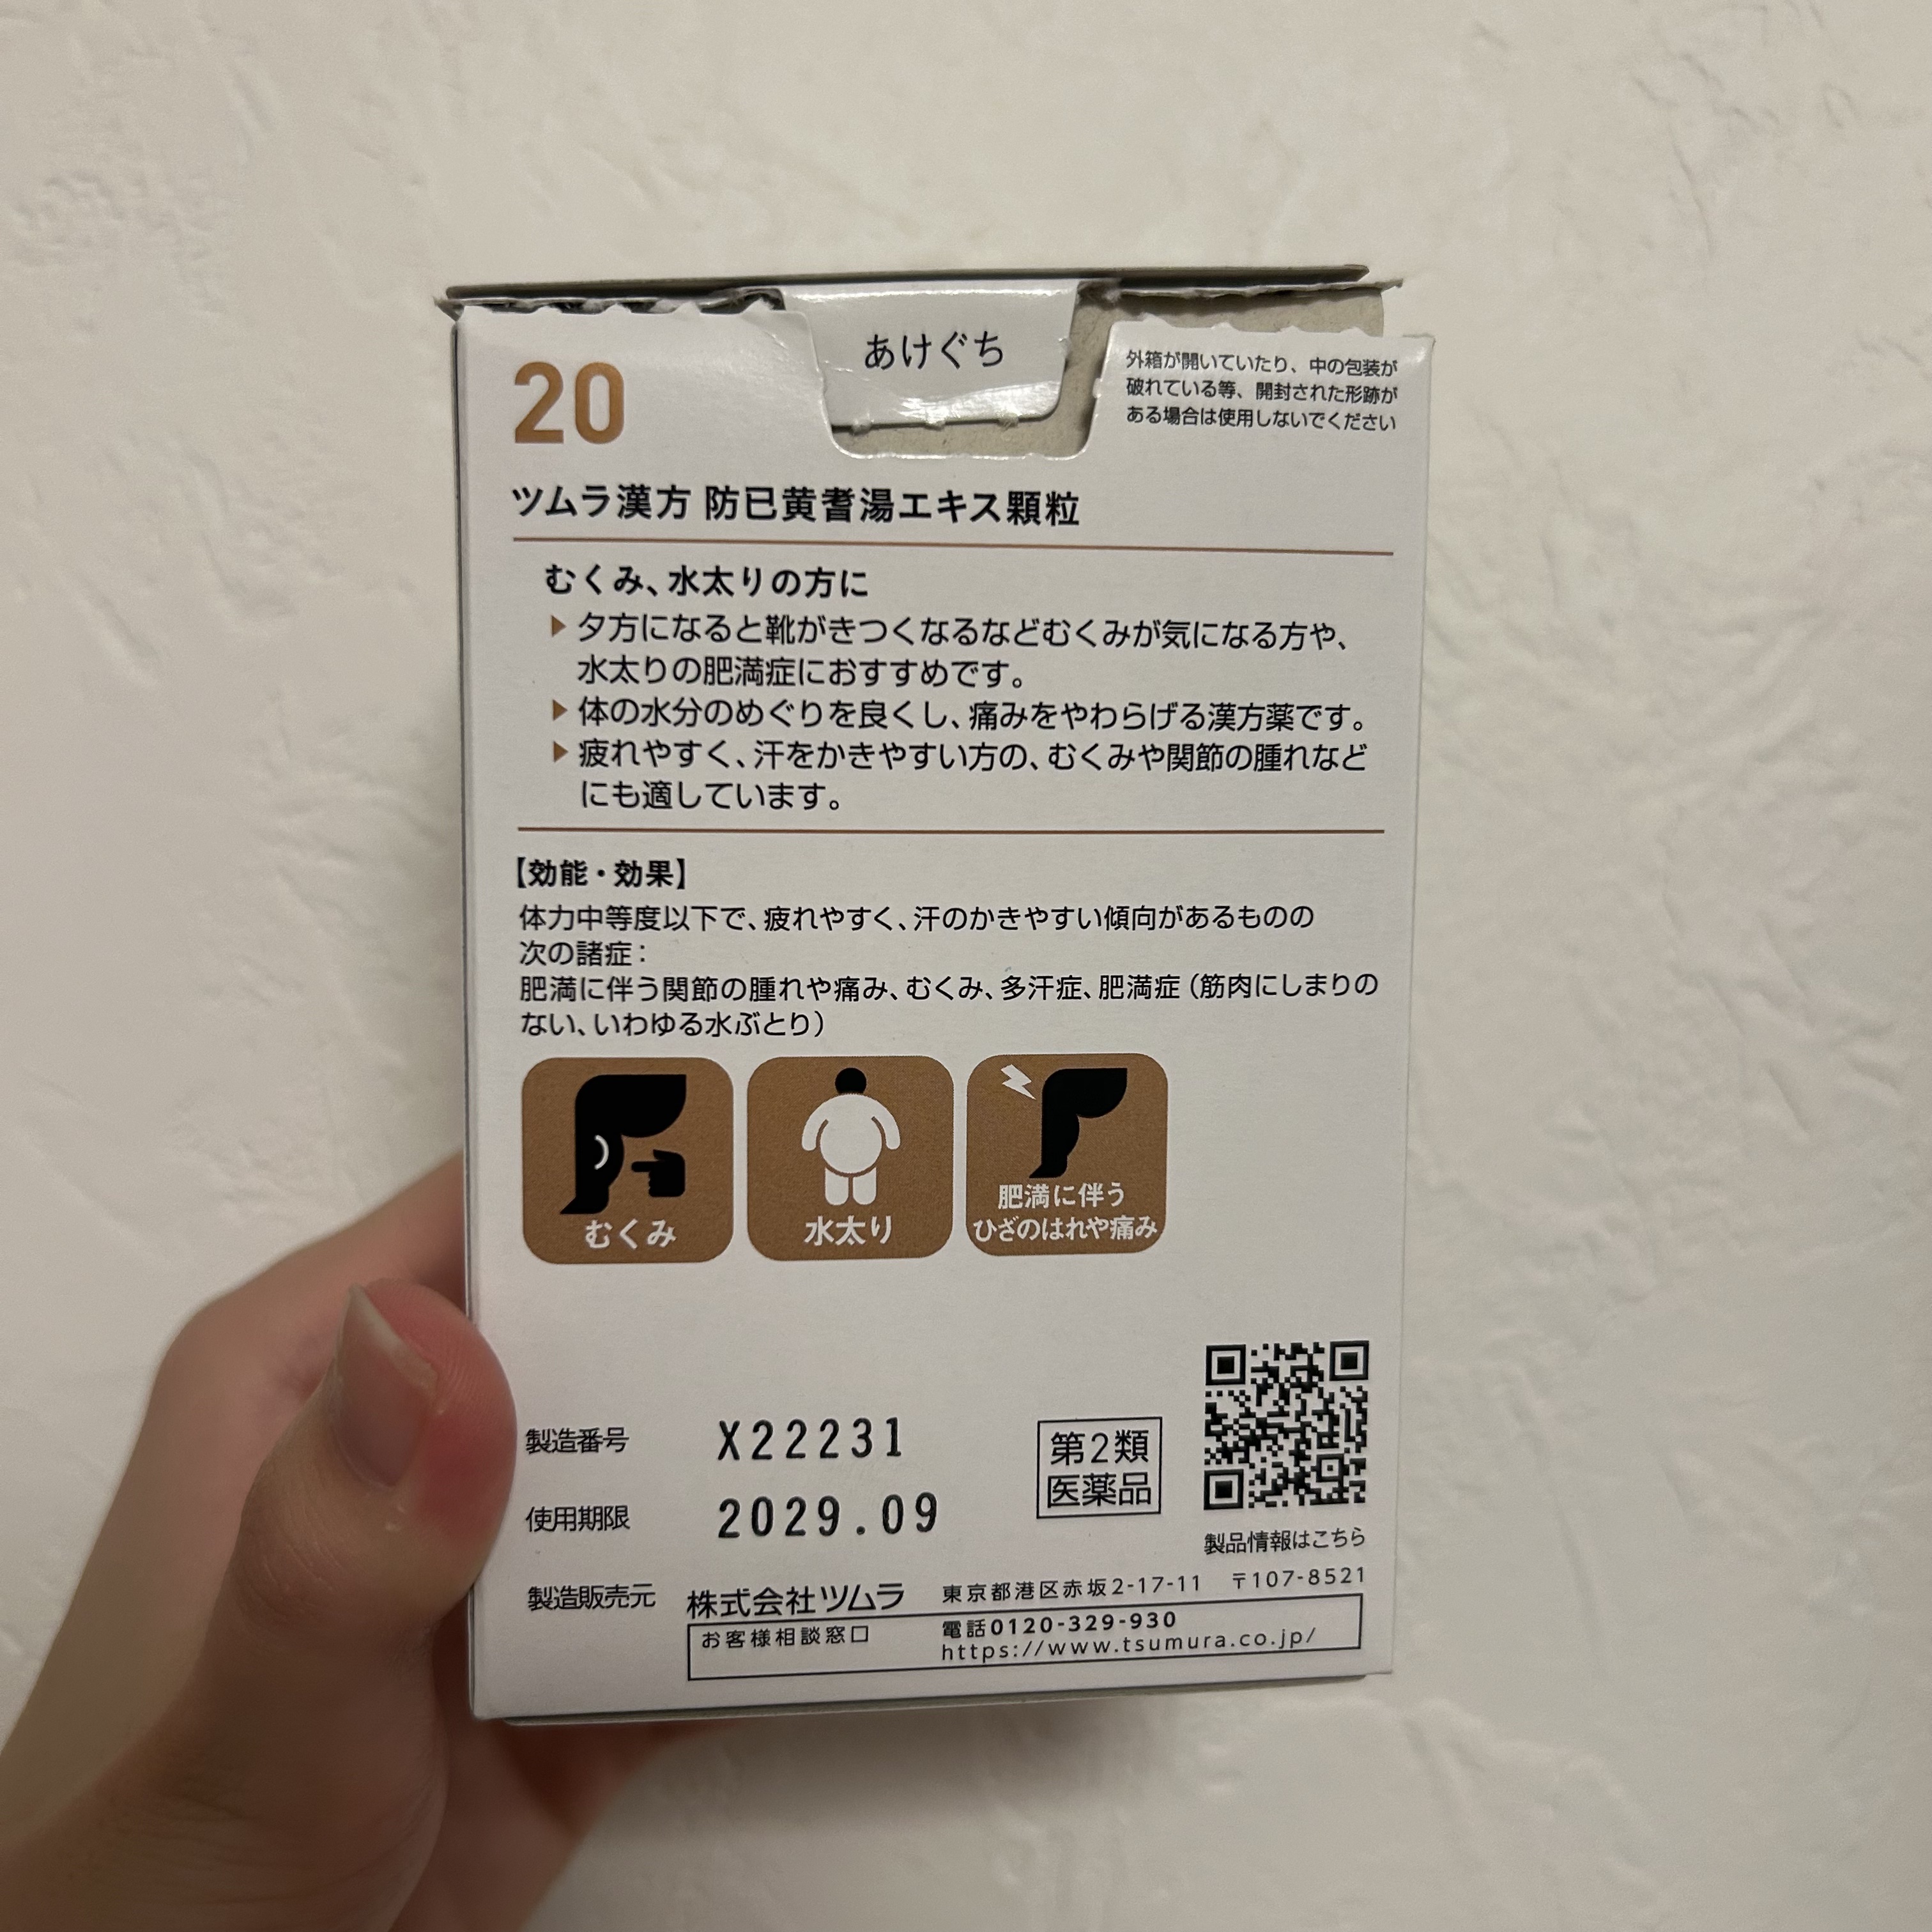 あけぐち
外箱が開いていたり、中の包装が
破れている等、開封された形跡が
ある場合は使用しないでください
20
ツムラ漢方 防已黄耆湯エキス顆粒
むくみ、水太りの方に
▶夕方になると靴がきつくなるなどむくみが気になる方や、
水太りの肥満症におすすめです。
▶体の水分のめぐりを良くし、痛みをやわらげる漢方薬です。
▶疲れやすく、汗をかきやすい方の、むくみや関節の腫れなど
にも適しています。
【効能・効果】
体力中等度以下で、疲れやすく、汗のかきやすい傾向があるものの
次の諸症：
肥満に伴う関節の腫れや痛み、むくみ、多汗症、肥満症（筋肉にしまりの
ない、いわゆる水ぶとり）
むくみ
水太り
肥満に伴う
ひざのはれや痛み
製造番号 X22231
使用期限 2029.09
第2類
医薬品
製品情報はこちら
製造販売元 株式会社ツムラ 東京都港区赤坂2-17-11 〒107-8521
お客様相談窓口 電話0120-329-930
https://www.tsumura.co.jp/